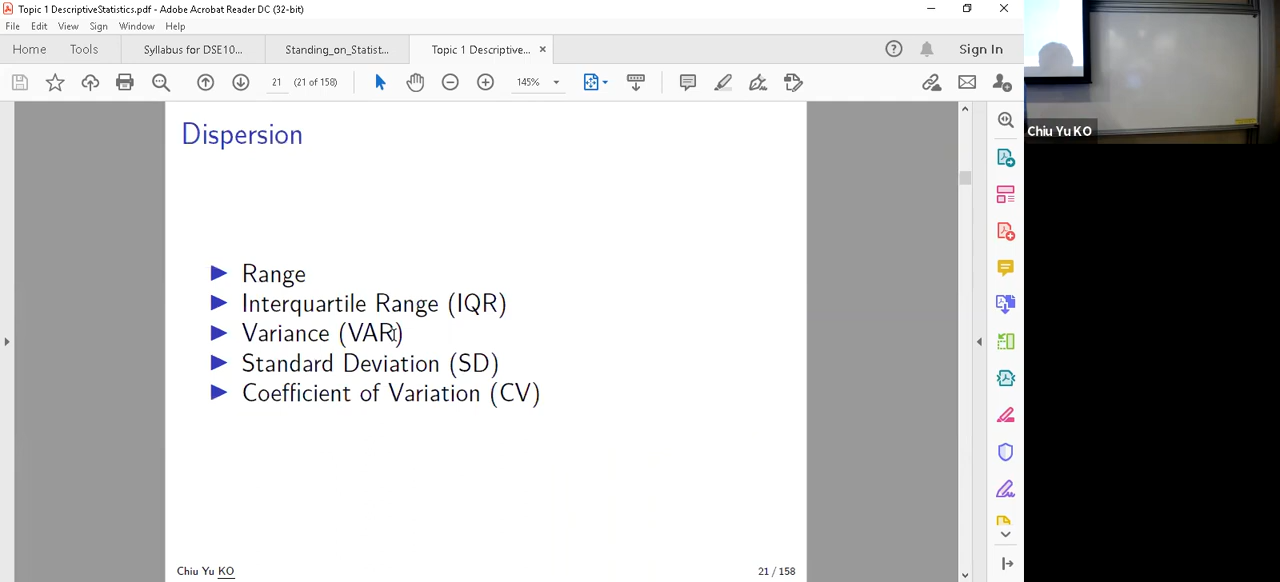 Topic 1 DescriptiveStatistics.pdf - Adobe Acrobat Reader DC (32-bit)
File Edit View Sign Window Help
Home Tools Syllabus for DSE10... Standing_on_Statist... Topic 1 Descriptive... Sign In
21 (21 of 158) 145%
Dispersion
Range
Interquartile Range (IQR)
Variance (VAR)
Standard Deviation (SD)
Coefficient of Variation (CV)
Chiu Yu KO 21 / 158
Chiu Yu KO